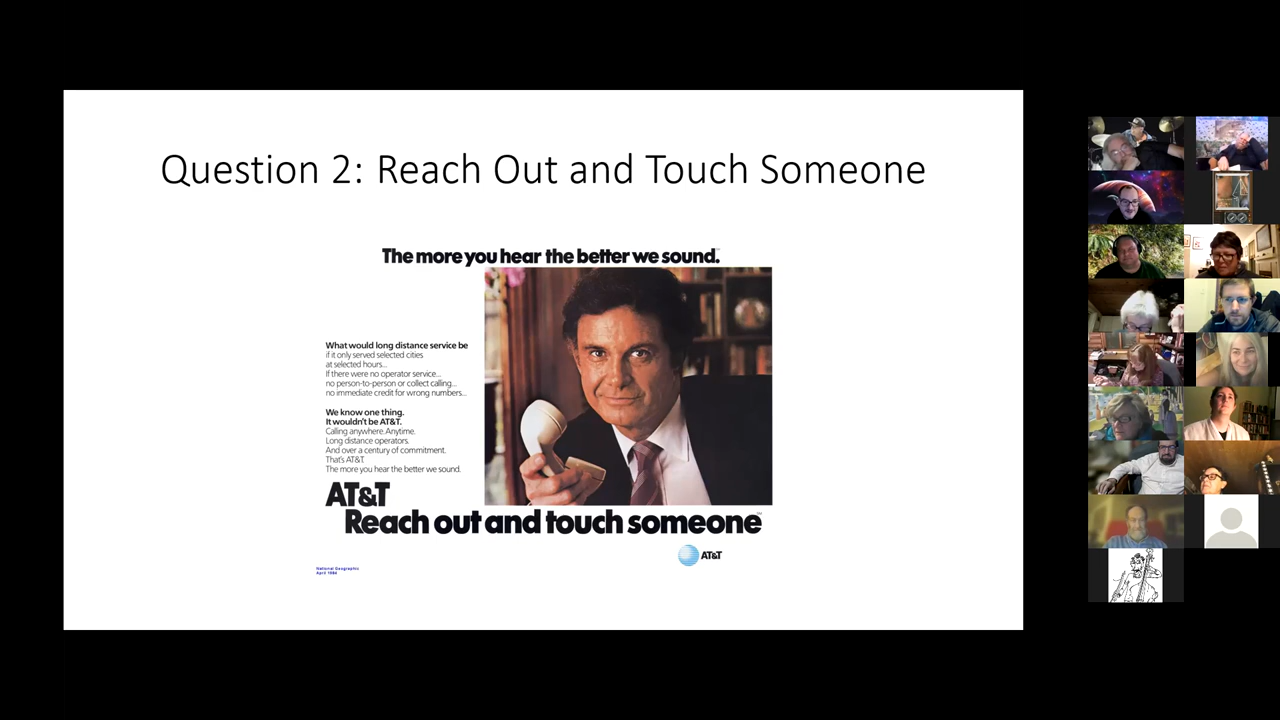 Question 2: Reach Out and Touch Someone
The more you hear the better we sound.
What would long distance service be
if it only served selected cities
at selected hours...
If there were no operator service...
no person-to-person or collect calling...
no immediate credit for wrong numbers...
We know one thing.
It wouldn't be AT&T.
Calling anywhere. Anytime.
Long distance operators.
And over a century of commitment.
That's AT&T.
The more you hear the better we sound.
AT&T
Reach out and touch someone
AT&T
National Geographic
April 1984